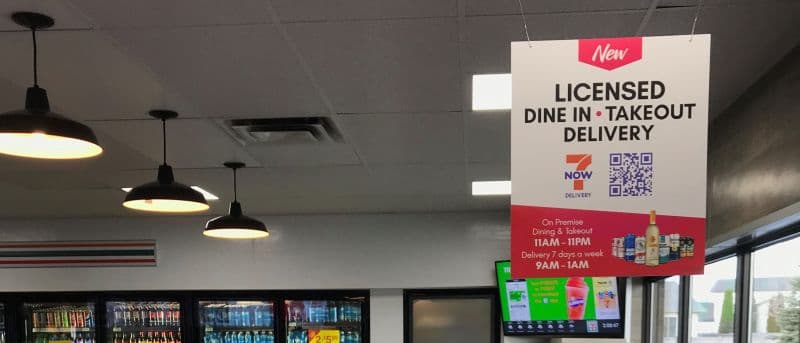 New
LICENSED
DINE IN • TAKEOUT
DELIVERY
7
NOW
DELIVERY
On Premise
Dining & Takeout
11AM - 11PM
Delivery 7 days a week
9AM - 1AM